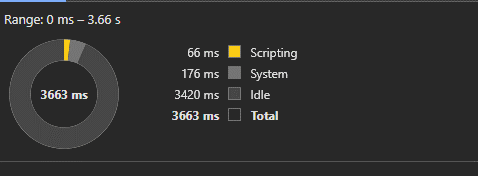 Range: 0 ms – 3.66 s
3663 ms
66 ms Scripting
176 ms System
3420 ms Idle
3663 ms Total